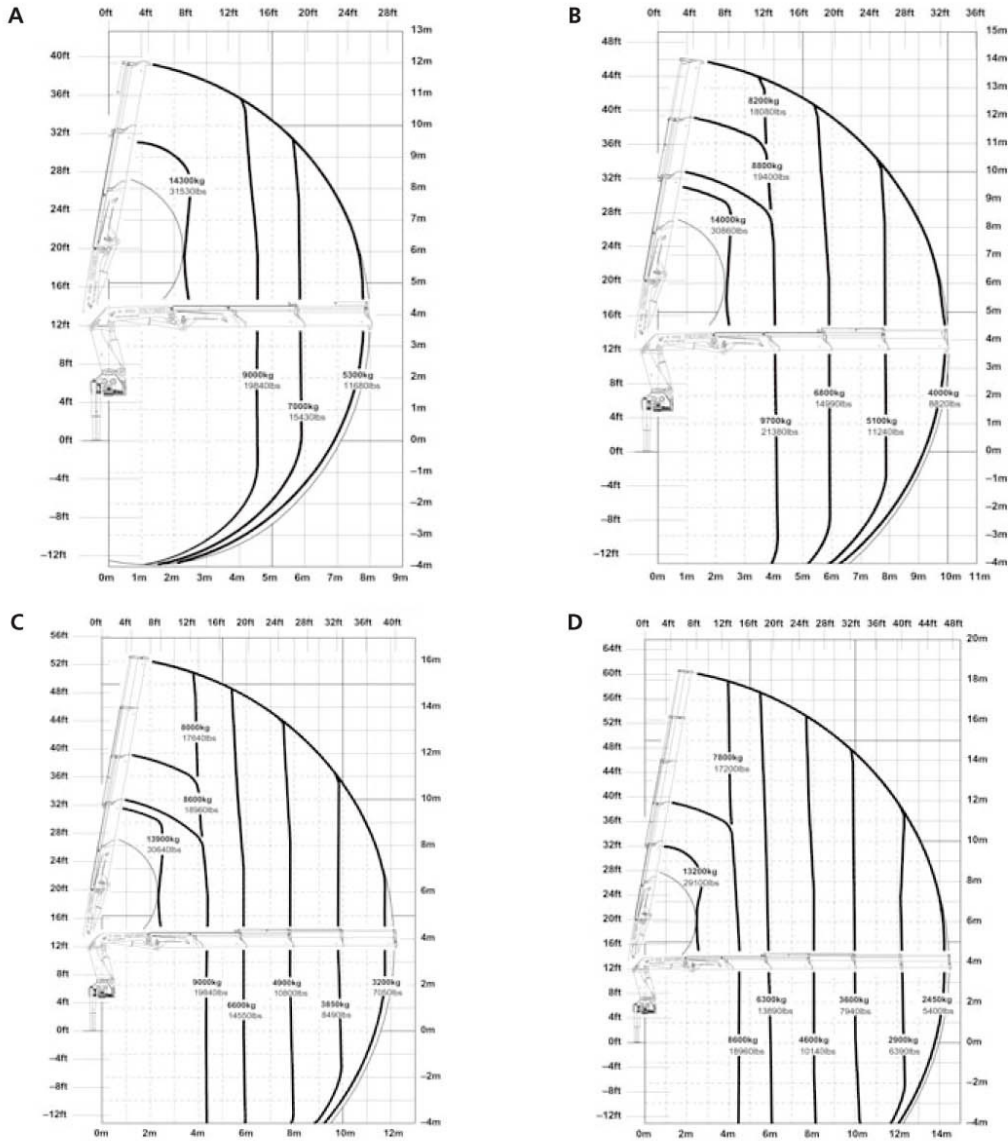 A
0ft 4ft 8ft 12ft 16ft 20ft 24ft 28ft
13m
40ft
12m
36ft
11m
10m
32ft
9m
28ft
14300kg
31530lbs
8m
24ft
7m
20ft
6m
16ft
5m
12ft
4m
8ft
3m
9000kg
19840lbs
5300kg
11680lbs
2m
4ft
7000kg
15430lbs
1m
0ft
0m
–4ft
–1m
–8ft
–2m
–3m
–12ft
–4m
0m 1m 2m 3m 4m 5m 6m 7m 8m 9m
B
0ft 4ft 8ft 12ft 16ft 20ft 24ft 28ft 32ft 36ft
15m
48ft
14m
44ft
13m
8200kg
18080lbs
40ft
12m
36ft
11m
8800kg
19400lbs
10m
32ft
9m
28ft
14000kg
30860lbs
8m
24ft
7m
20ft
6m
16ft
5m
12ft
4m
8ft
3m
6800kg
14990lbs
4000kg
8820lbs
2m
4ft
9700kg
21380lbs
5100kg
11240lbs
1m
0ft
0m
–4ft
–1m
–8ft
–2m
–12ft
–3m
–4m
0m 1m 2m 3m 4m 5m 6m 7m 8m 9m 10m 11m
C
0ft 4ft 8ft 12ft 16ft 20ft 24ft 28ft 32ft 36ft 40ft
56ft
52ft
16m
48ft
44ft
14m
8000kg
17640lbs
40ft
12m
36ft
8600kg
18960lbs
32ft
10m
28ft
13900kg
30640lbs
8m
24ft
20ft
6m
16ft
12ft
4m
8ft
9000kg
19840lbs
4900kg
10800lbs
3200kg
7050lbs
2m
4ft
6600kg
14550lbs
3850kg
8490lbs
0ft
0m
–4ft
–8ft
–2m
–12ft
–4m
0m 2m 4m 6m 8m 10m 12m
D
0ft 4ft 8ft 12ft 16ft 20ft 24ft 28ft 32ft 36ft 40ft 44ft 48ft
20m
64ft
60ft
18m
56ft
52ft
16m
48ft
7800kg
17200lbs
14m
44ft
40ft
12m
36ft
32ft
10m
28ft
13200kg
29100lbs
8m
24ft
20ft
6m
16ft
12ft
4m
8ft
6300kg
13890lbs
3600kg
7940lbs
2450kg
5400lbs
2m
4ft
0ft
8600kg
18960lbs
4600kg
10140lbs
2900kg
6390lbs
0m
–4ft
–8ft
–2m
–12ft
–4m
0m 2m 4m 6m 8m 10m 12m 14m